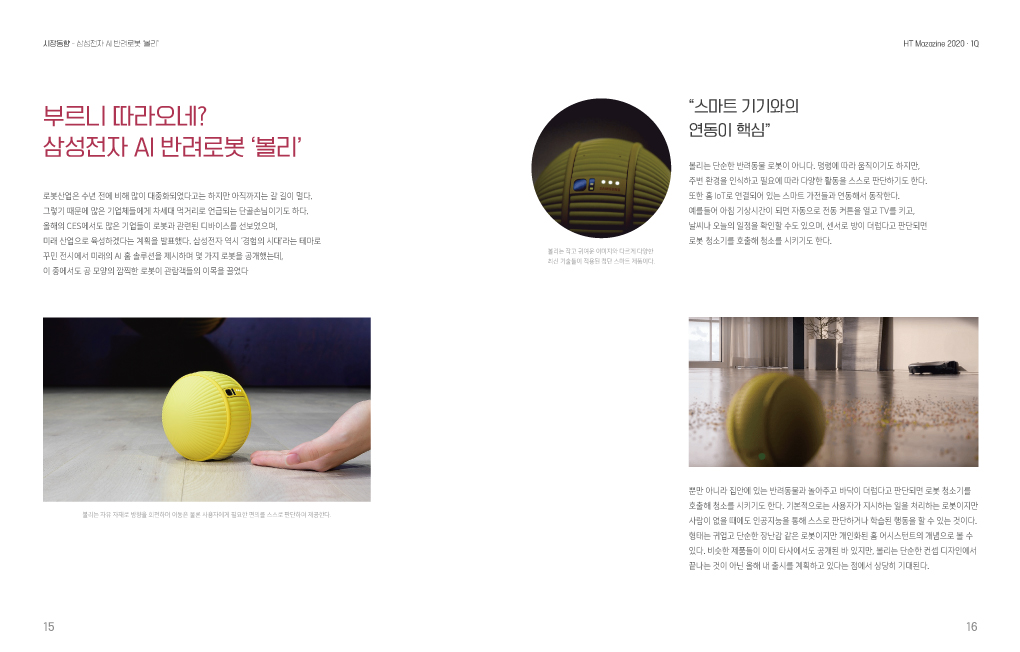 시장동향 - 삼성전자 AI 반려로봇 '볼리'
HT Mazazine 2020 · 1Q
부르니 따라오네?
삼성전자 AI 반려로봇 ‘볼리’
로봇산업은 수년 전에 비해 많이 대중화되었다고는 하지만 아직까지는 갈 길이 멀다.
그렇기 때문에 많은 기업체들에게 차세대 먹거리로 언급되는 단골손님이기도 하다.
올해의 CES에서도 많은 기업들이 로봇과 관련된 디바이스를 선보였으며,
미래 산업으로 육성하겠다는 계획을 발표했다. 삼성전자 역시 ‘경험의 시대’라는 테마로
꾸민 전시에서 미래의 AI 홈 솔루션을 제시하며 몇 가지 로봇을 공개했는데,
이 중에서도 공 모양의 깜찍한 로봇이 관람객들의 이목을 끌었다
볼리는 자유 자재로 방향을 의전하며 이동은 물론 사용자에게 필요한 면역을 스스로 판단하여 제공한다
15
볼리는 작고 귀여운 이미지와 다르게 다양한
최신 기술들이 적용된 첨단 스마트 제품이다.
“스마트 기기와의
연동이 핵심”
볼리는 단순한 반려동물 로봇이 아니다. 명령에 따라 움직이기도 하지만,
주변 환경을 인식하고 필요에 따라 다양한 활동을 스스로 판단하기도 한다.
또한 홈 IoT로 연결되어 있는 스마트 가전들과 연동해서 동작한다.
예를들어 아침 기상시간이 되면 자동으로 전동 커튼을 열고 TV를 키고,
날씨나 오늘의 일정을 확인할 수도 있으며, 센서로 방이 더럽다고 판단되면
로봇 청소기를 호출해 청소를 시키기도 한다.
뿐만 아니라 집안에 있는 반려동물과 놀아주고 바닥이 더럽다고 판단되면 로봇 청소기를
호출해 청소를 시키기도 한다. 기본적으로는 사용자가 지시하는 일을 처리하는 로봇이지만
사람이 없을 때에도 인공지능을 통해 스스로 판단하거나 학습된 행동을 할 수 있는 것이다.
형태는 귀엽고 단순한 장난감 같은 로봇이지만 개인화된 홈 어시스턴트의 개념으로 볼 수
있다. 비슷한 제품들이 이미 타사에서도 공개된 바 있지만, 볼리는 단순한 컨셉 디자인에서
끝나는 것이 아닌 올해 내 출시를 계획하고 있다는 점에서 상당히 기대된다.
16